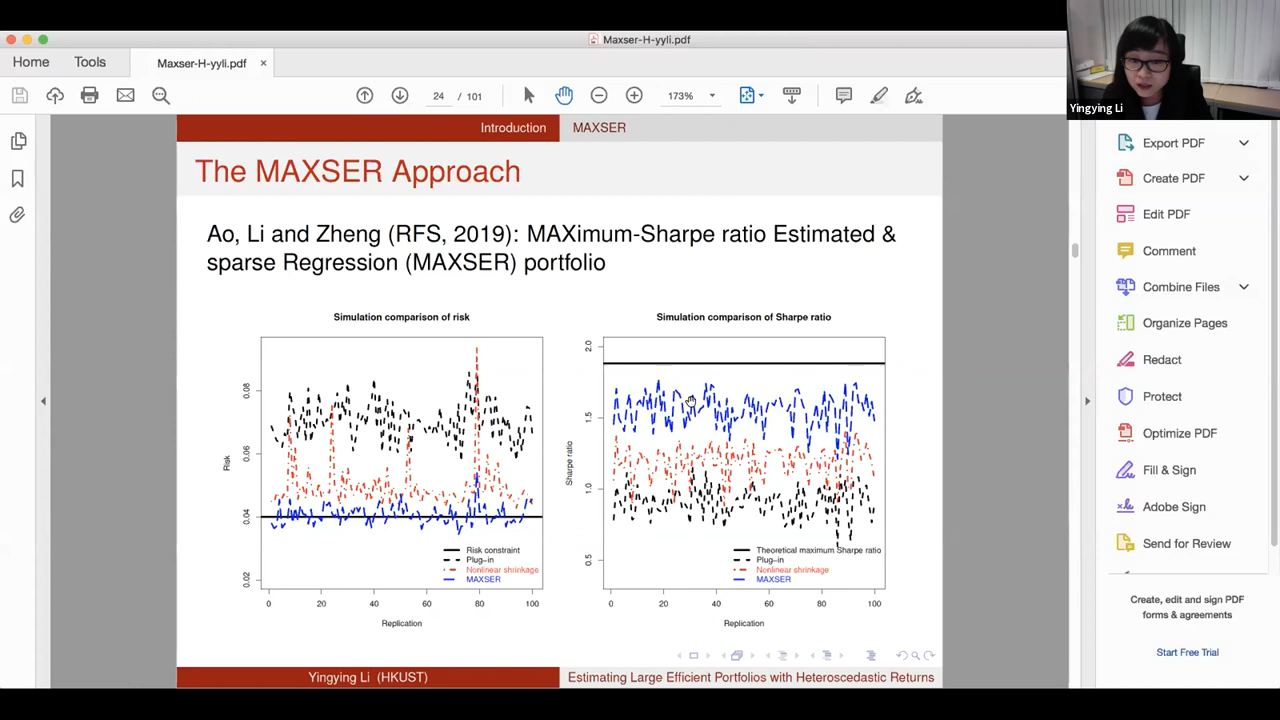 Maxser-H-yyli.pdf
Home
Tools
Maxser-H-yyli.pdf ×
24 / 101
173%
Yingying Li
Introduction MAXSER
The MAXSER Approach
Ao, Li and Zheng (RFS, 2019): MAXimum-Sharpe ratio Estimated &
sparse Regression (MAXSER) portfolio
Simulation comparison of risk
Risk
0.08
0.06
0.04
0.02
Risk constraint
Plug-in
Nonlinear shrinkage
MAXSER
0 20 40 60 80 100
Replication
Simulation comparison of Sharpe ratio
Sharpe ratio
2.0
1.5
1.0
0.5
Theoretical maximum Sharpe ratio
Plug-in
Nonlinear shrinkage
MAXSER
0 20 40 60 80 100
Replication
Yingying Li (HKUST)
Estimating Large Efficient Portfolios with Heteroscedastic Returns
Export PDF
Create PDF
Edit PDF
Comment
Combine Files
Organize Pages
Redact
Protect
Optimize PDF
Fill & Sign
Adobe Sign
Send for Review
Create, edit and sign PDF
forms & agreements
Start Free Trial